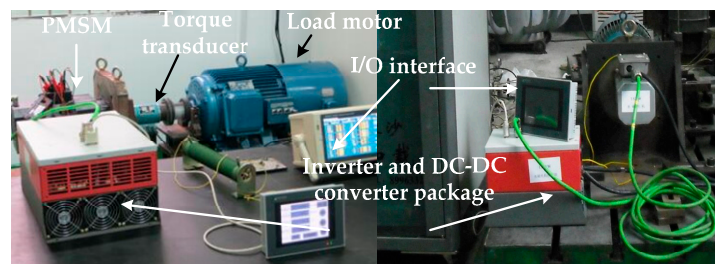 PMSM
Torque
transducer
Load motor
I/O interface
Inverter and DC-DC
converter package